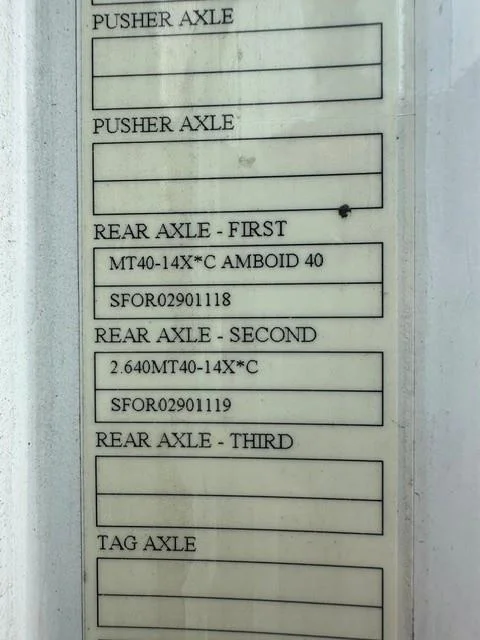 PUSHER AXLE
PUSHER AXLE
REAR AXLE - FIRST
MT40-14X*C AMBOID 40
SFOR02901118
REAR AXLE - SECOND
2.640MT40-14X*C
SFOR02901119
REAR AXLE - THIRD
TAG AXLE